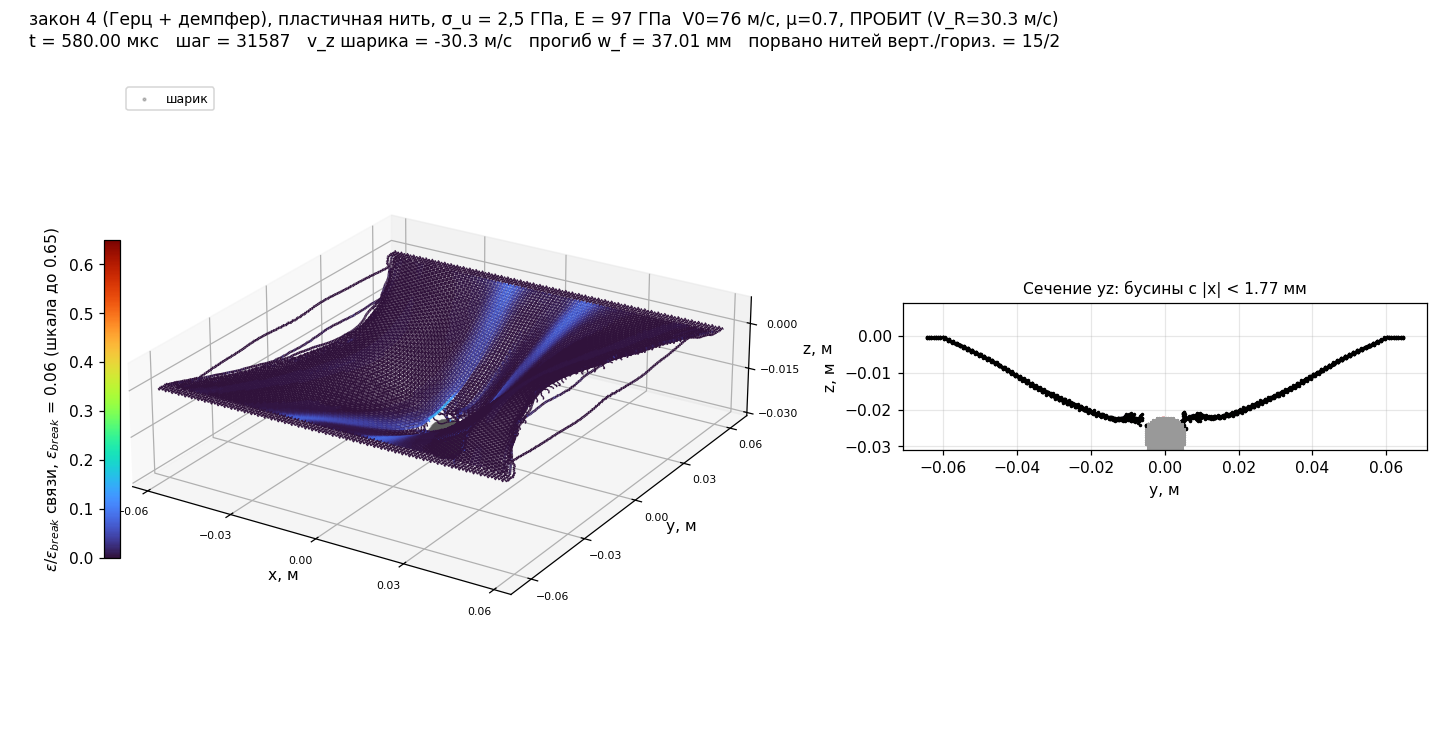 закон 4 (Герц + демпфер), пластичная нить, σ_u = 2,5 ГПа, E = 97 ГПа  V0=76 м/с, μ=0.7, ПРОБИТ (V_R=30.3 м/с)
t = 580.00 мкс   шаг = 31587   v_z шарика = -30.3 м/с   прогиб w_f = 37.01 мм   порвано нитей верт./гориз. = 15/2
шарик
ε/ε_break связи, ε_break = 0.06 (шкала до 0.65)
0.6
0.5
0.4
0.3
0.2
0.1
0.0
z, м
0.000
−0.015
−0.030
y, м
0.06
0.03
0.00
−0.03
−0.06
x, м
−0.06
−0.03
0.00
0.03
0.06
Сечение yz: бусины с |x| < 1.77 мм
z, м
0.00
−0.01
−0.02
−0.03
−0.06 −0.04 −0.02 0.00 0.02 0.04 0.06
y, м